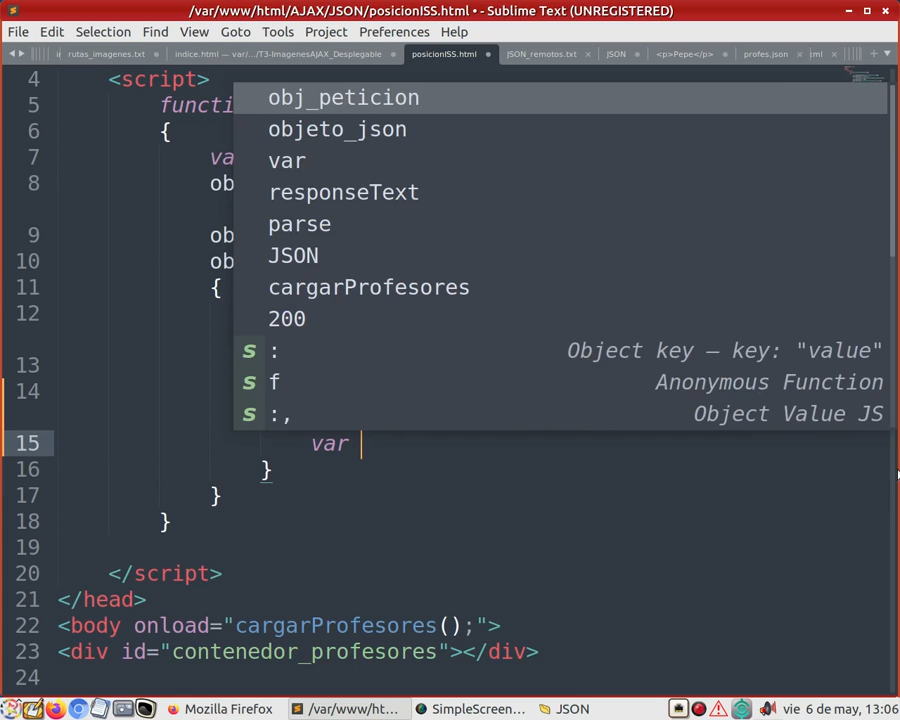 /var/www/html/AJAX/JSON/posicionISS.html • - Sublime Text (UNREGISTERED)
File Edit Selection Find View Goto Tools Project Preferences Help
rutas_imagenes.txt indice.html — var/.../T3-ImagenesAJAX_Desplegable posicionISS.html JSON_remotos.txt JSON <p>Pepe</p> profes.json
4 <script>
5 functi
6 {
7 va
8 ob
9 ob
10 ob
11 {
12
13
14
obj_peticion
objeto_json
var
responseText
parse
JSON
cargarProfesores
200
s : Object key — key: "value"
s f Anonymous Function
s :, Object Value JS
15 var
16 }
17 }
18 }
19
20 </script>
21 </head>
22 <body onload="cargarProfesores();">
23 <div id="contenedor_profesores"></div>
24
Mozilla Firefox /var/www/ht... SimpleScreen... JSON vie 6 de may, 13:06